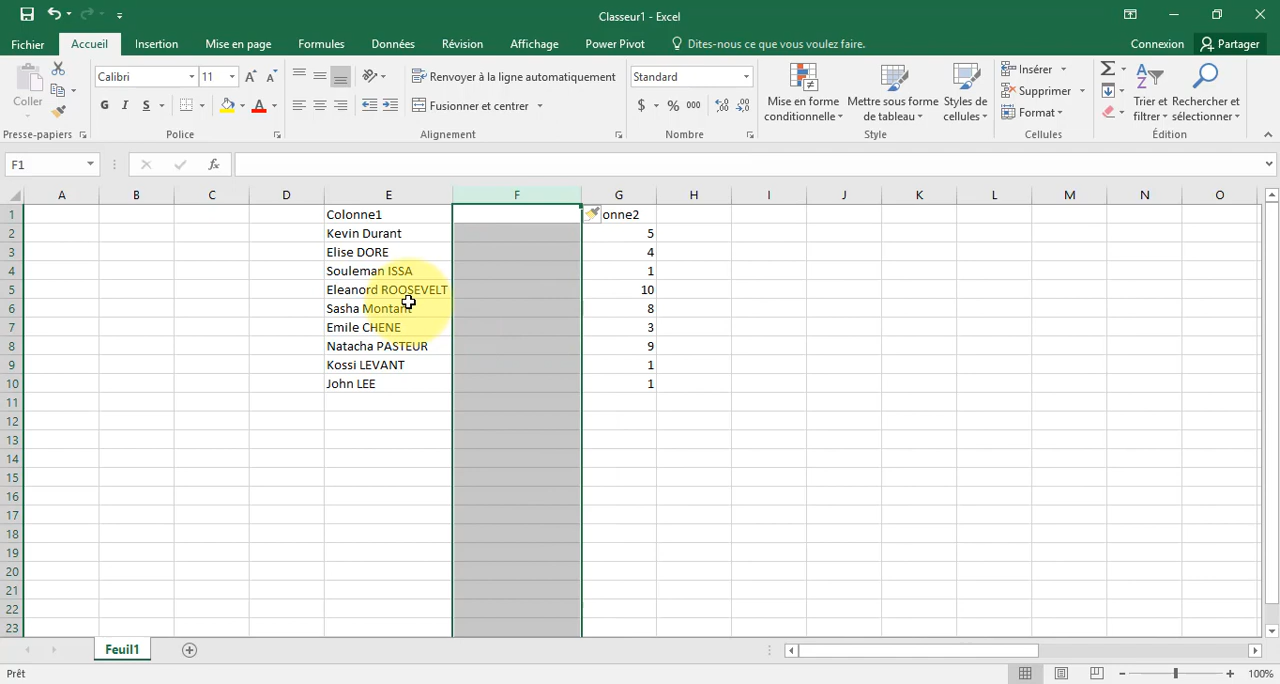 Classeur1 - Excel
Fichier Accueil Insertion Mise en page Formules Données Révision Affichage Power Pivot Dites-nous ce que vous voulez faire. Connexion Partager
Coller
Calibri 11
Renvoyer à la ligne automatiquement
Standard
Mise en forme conditionnelle
Mettre sous forme de tableau
Styles de cellules
Insérer
Supprimer
Format
Trier et filtrer
Rechercher et sélectionner
G I S
Fusionner et centrer
$ % 000
Presse-papiers Police Alignement Nombre Style Cellules Édition
F1 fx
A B C D E F G H I J K L M N O
1 Colonne1 onne2
2 Kevin Durant 5
3 Elise DORE 4
4 Souleman ISSA 1
5 Eleanord ROOSEVELT 10
6 Sasha Montant 8
7 Emile CHENE 3
8 Natacha PASTEUR 9
9 Kossi LEVANT 1
10 John LEE 1
11
12
13
14
15
16
17
18
19
20
21
22
23
Feuil1
Prêt 100%